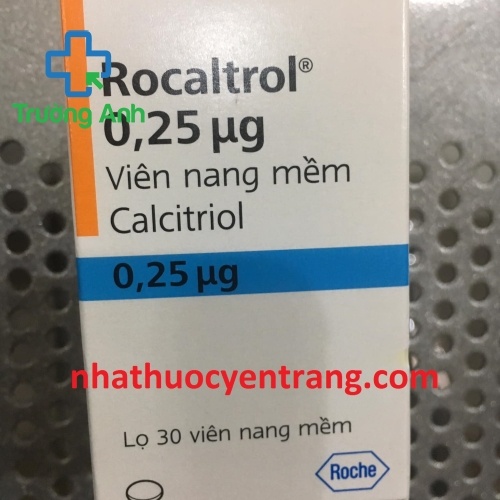 Rocaltrol®
Trường Anh
0,25 µg
Viên nang mềm
Calcitriol
0,25 µg
nhathuocyentrang.com
Lọ 30 viên nang mềm
Roche